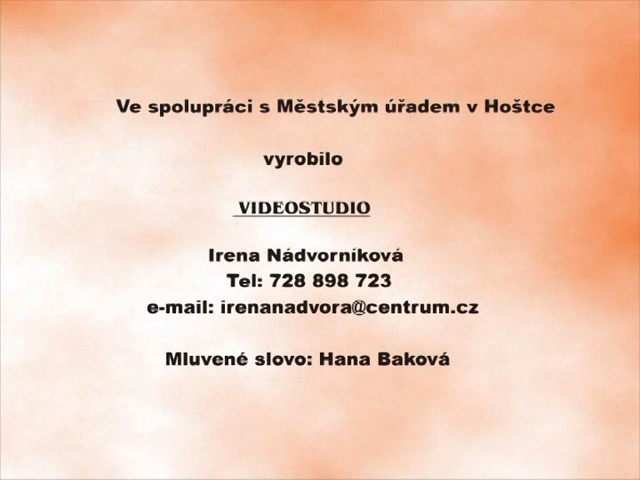 Ve spolupráci s Městským úřadem v Hoštce
vyrobilo
VIDEOSTUDIO
Irena Nádvorníková
Tel: 728 898 723
e-mail: irenanadvora@centrum.cz
Mluvené slovo: Hana Baková